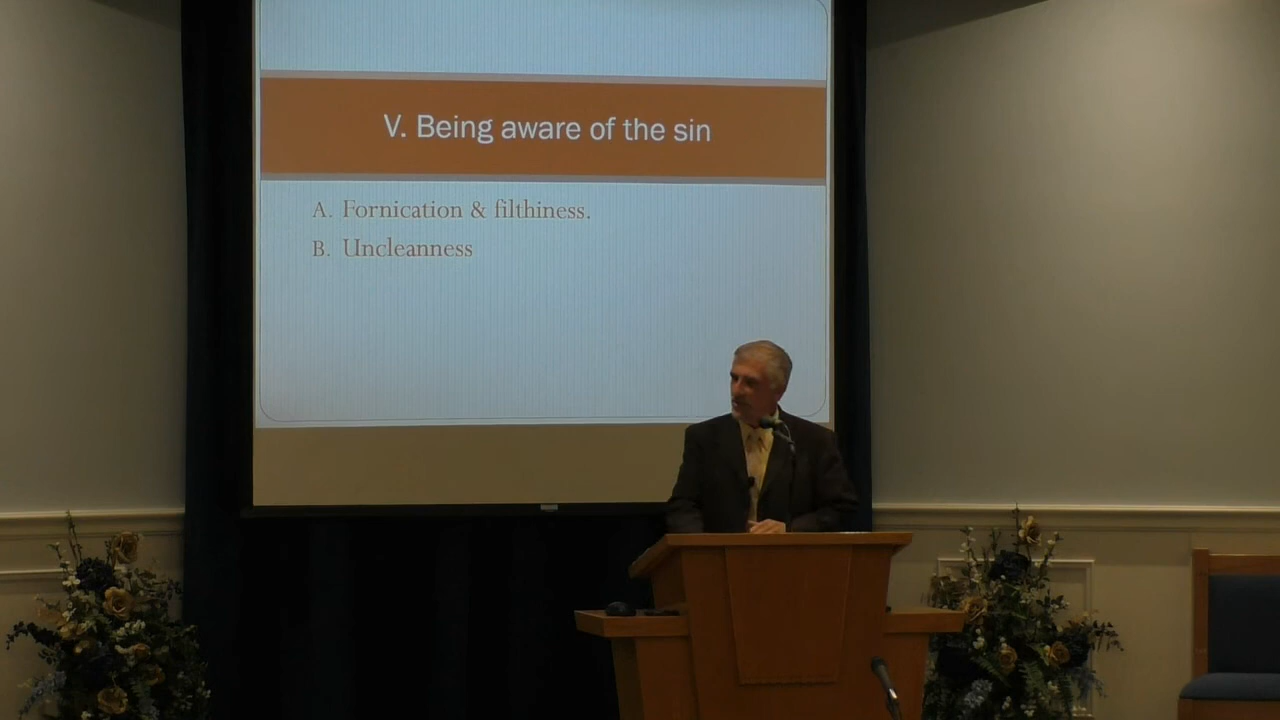 V. Being aware of the sin
A. Fornication & filthiness.
B. Uncleanness